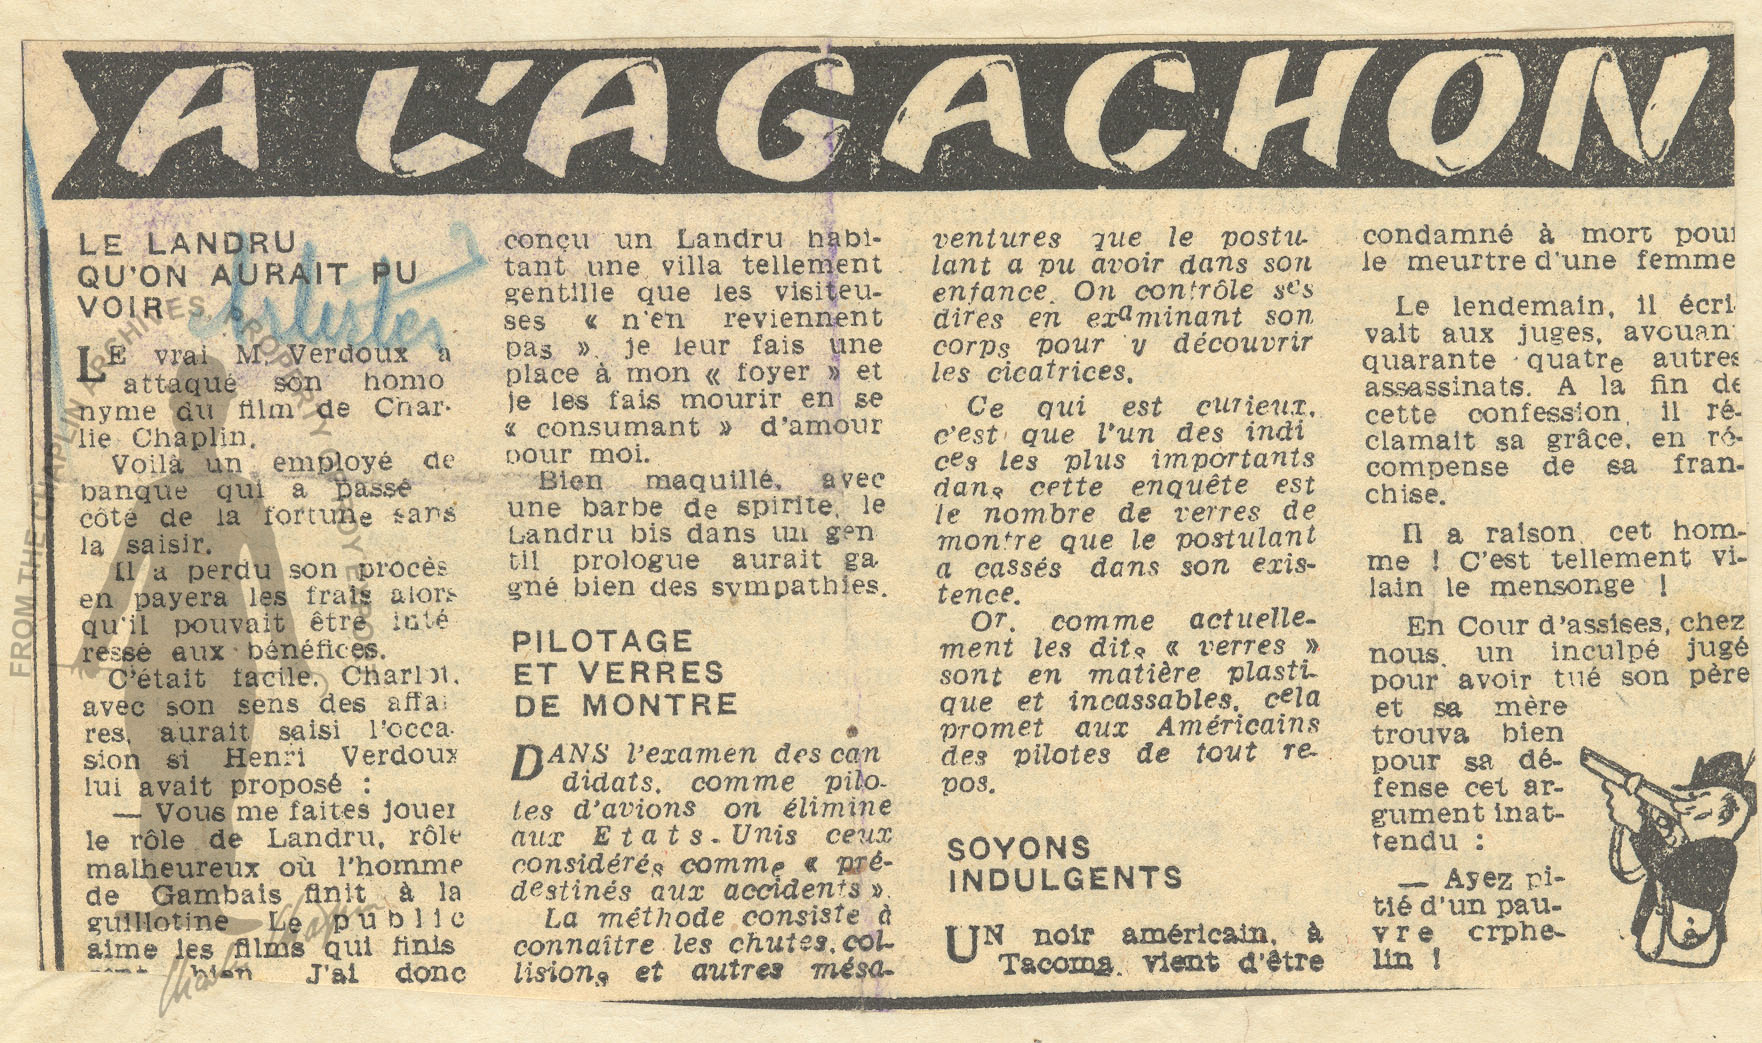 A L'AGACHON
LE LANDRU
QU'ON AURAIT PU
VOIR
LE vrai M. Verdoux a
attaqué son homo
nyme du film de Char-
lie Chaplin.
Voilà un employé de
banque qui a passé
côté de la fortune sans
la saisir.
Il a perdu son procès
en payera les frais alors
qu'il pouvait être inté
ressé aux bénéfices.
C'était facile. Charlot,
avec son sens des affai
res, aurait saisi l'occa-
sion si Henri Verdoux
lui avait proposé :
— Vous me faites jouer
le rôle de Landru, rôle
malheureux où l'homme
de Gambais finit à la
guillotine Le public
aime les films qui finis
bien J'ai donc
conçu un Landru habi-
tant une villa tellement
gentille que les visiteu-
ses « n'en reviennent
pas », je leur fais une
place à mon « foyer » et
je les fais mourir en se
« consumant » d'amour
pour moi.
Bien maquillé, avec
une barbe de spirite, le
Landru bis dans un gen
til prologue aurait ga
gné bien des sympathies.
PILOTAGE
ET VERRES
DE MONTRE
DANS l'examen des can
didats, comme pilo-
tes d'avions on élimine
aux Etats-Unis ceux
considérés comme « pré-
destinés aux accidents ».
La méthode consiste à
connaître les chutes, col-
lisions et autres mésa-
ventures que le postu-
lant a pu avoir dans son
enfance. On contrôle ses
dires en examinant son
corps pour y découvrir
les cicatrices.
Ce qui est curieux,
c'est que l'un des indi
ces les plus importants
dans cette enquête est
le nombre de verres de
montre que le postulant
a cassés dans son exis-
tence.
Or, comme actuelle-
ment les dits « verres »
sont en matière plasti-
que et incassables, cela
promet aux Américains
des pilotes de tout re-
pos.
SOYONS
INDULGENTS
UN noir américain, à
Tacoma, vient d'être
condamné à mort pour
le meurtre d'une femme
Le lendemain, il écri-
vait aux juges, avouan
quarante quatre autres
assassinats. A la fin de
cette confession, il ré-
clamait sa grâce, en ré-
compense de sa fran-
chise.
Il a raison cet hom-
me ! C'est tellement vi-
lain le mensonge !
En Cour d'assises, chez
nous, un inculpé jugé
pour avoir tué son père
et sa mère
trouva bien
pour sa dé-
fense cet ar-
gument inat-
tendu :
— Ayez pi-
tié d'un pau-
vre crphe-
lin !
FROM THE CHAPLIN ARCHIVES. PROPERTY OF ROY EXPORT
Charlie Chaplin